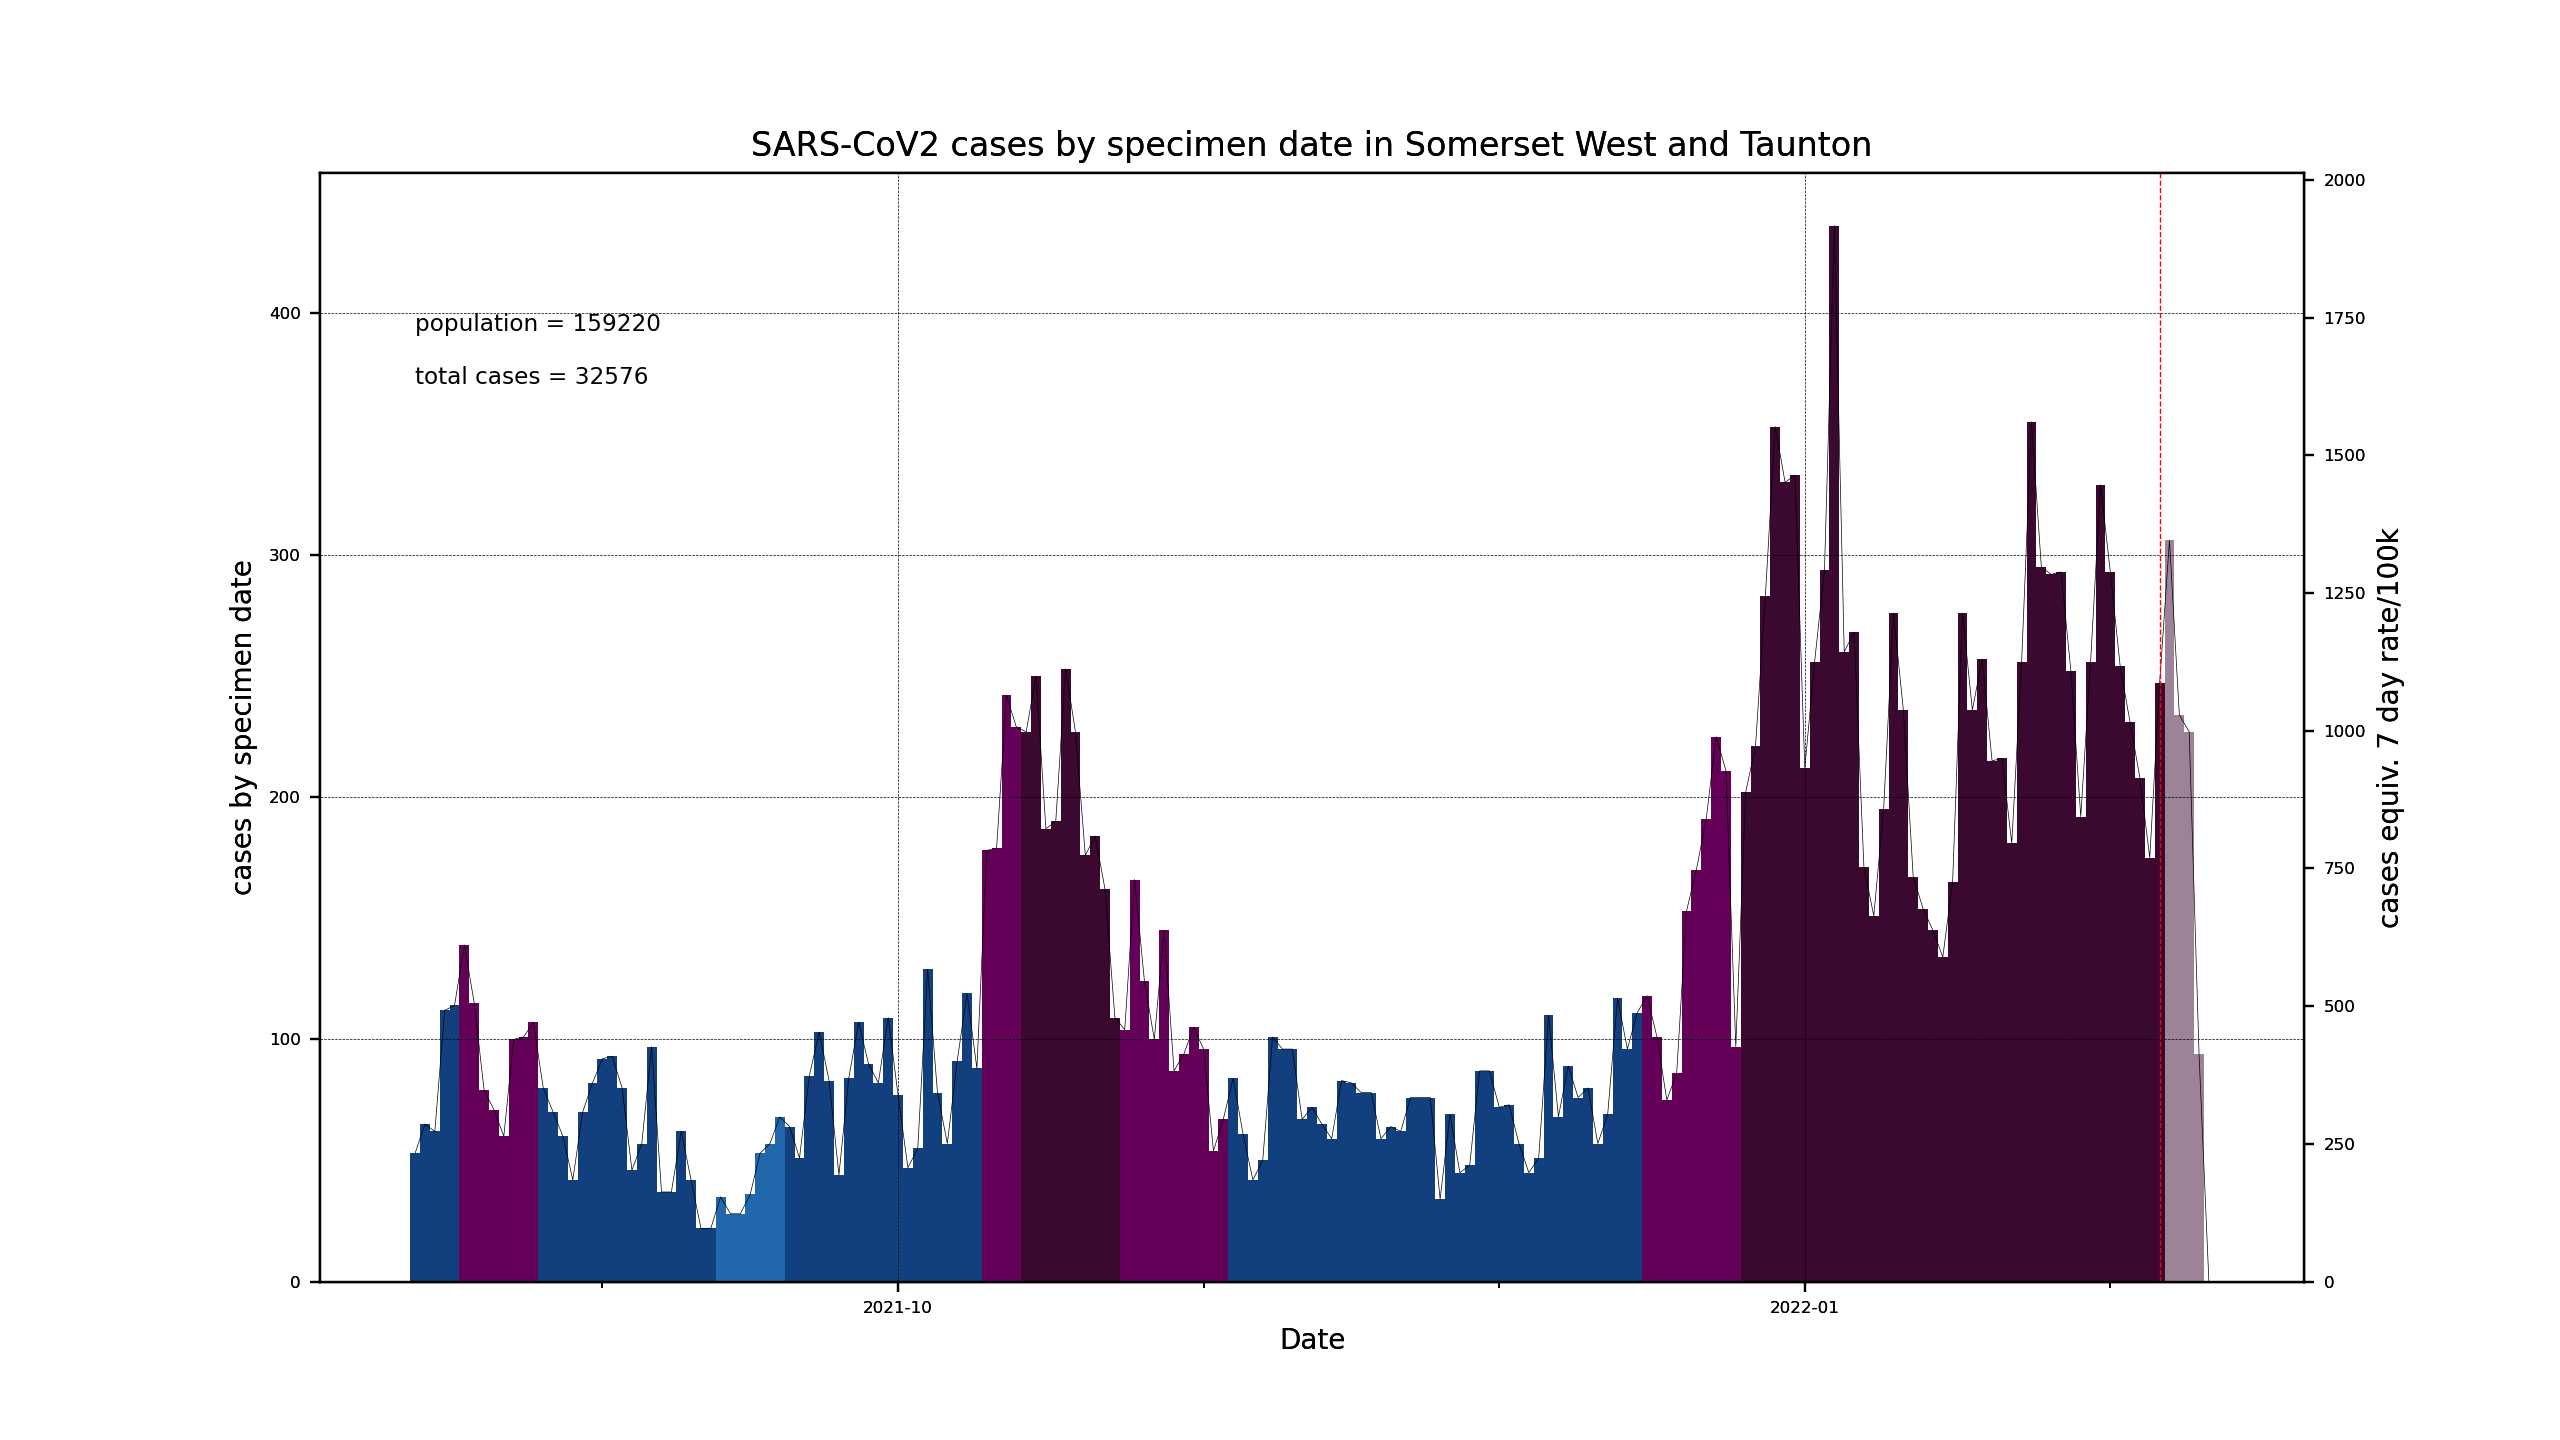 SARS-CoV2 cases by specimen date in Somerset West and Taunton
population = 159220
total cases = 32576
cases by specimen date
400
300
200
100
0
2000
1750
1500
1250
1000
750
500
250
0
cases equiv. 7 day rate/100k
2021-10
2022-01
Date